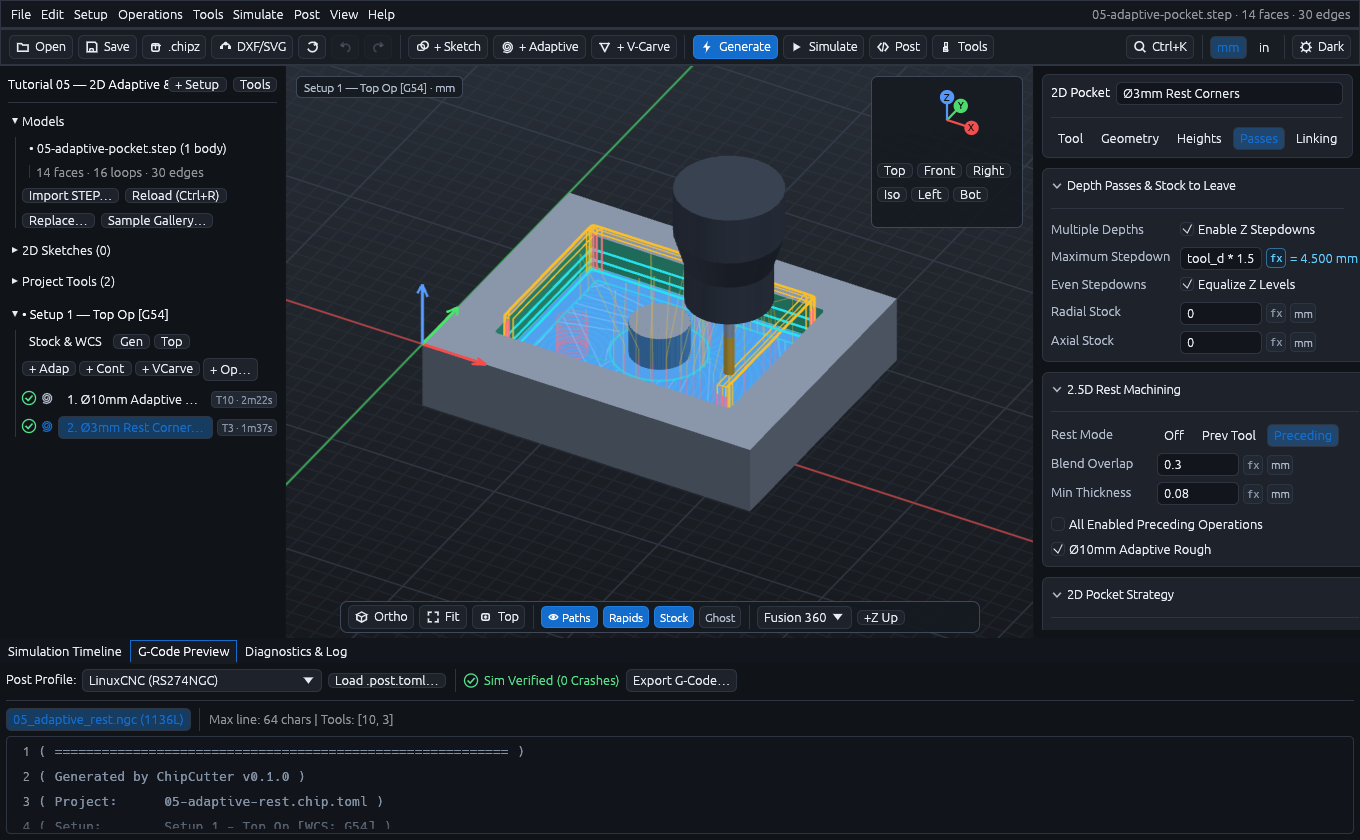 File Edit Setup Operations Tools Simulate Post View Help
05-adaptive-pocket.step · 14 faces · 30 edges
Open Save .chipz DXF/SVG + Sketch + Adaptive + V-Carve Generate Simulate Post Tools Ctrl+K mm in Dark
Tutorial 05 — 2D Adaptive & + Setup Tools
Models
• 05-adaptive-pocket.step (1 body)
14 faces · 16 loops · 30 edges
Import STEP… Reload (Ctrl+R)
Replace… Sample Gallery…
2D Sketches (0)
Project Tools (2)
• Setup 1 — Top Op [G54]
Stock & WCS Gen Top
+ Adap + Cont + VCarve + Op…
1. Ø10mm Adaptive … T10 · 2m22s
2. Ø3mm Rest Corner… T3 · 1m37s
Setup 1 — Top Op [G54] · mm
Z
Y
X
Top Front Right
Iso Left Bot
Ortho Fit Top Paths Rapids Stock Ghost Fusion 360 +Z Up
2D Pocket Ø3mm Rest Corners
Tool Geometry Heights Passes Linking
Depth Passes & Stock to Leave
Multiple Depths Enable Z Stepdowns
Maximum Stepdown tool_d * 1.5 fx = 4.500 mm
Even Stepdowns Equalize Z Levels
Radial Stock 0 fx mm
Axial Stock 0 fx mm
2.5D Rest Machining
Rest Mode Off Prev Tool Preceding
Blend Overlap 0.3 fx mm
Min Thickness 0.08 fx mm
All Enabled Preceding Operations
Ø10mm Adaptive Rough
2D Pocket Strategy
Simulation Timeline G-Code Preview Diagnostics & Log
Post Profile: LinuxCNC (RS274NGC) Load .post.toml… Sim Verified (0 Crashes) Export G-Code…
05_adaptive_rest.ngc (1136L) Max line: 64 chars | Tools: [10, 3]
1 ( ========================================================== )
2 ( Generated by ChipCutter v0.1.0 )
3 ( Project: 05-adaptive-rest.chip.toml )
4 ( Setup: Setup 1 - Top Op [WCS: G54] )